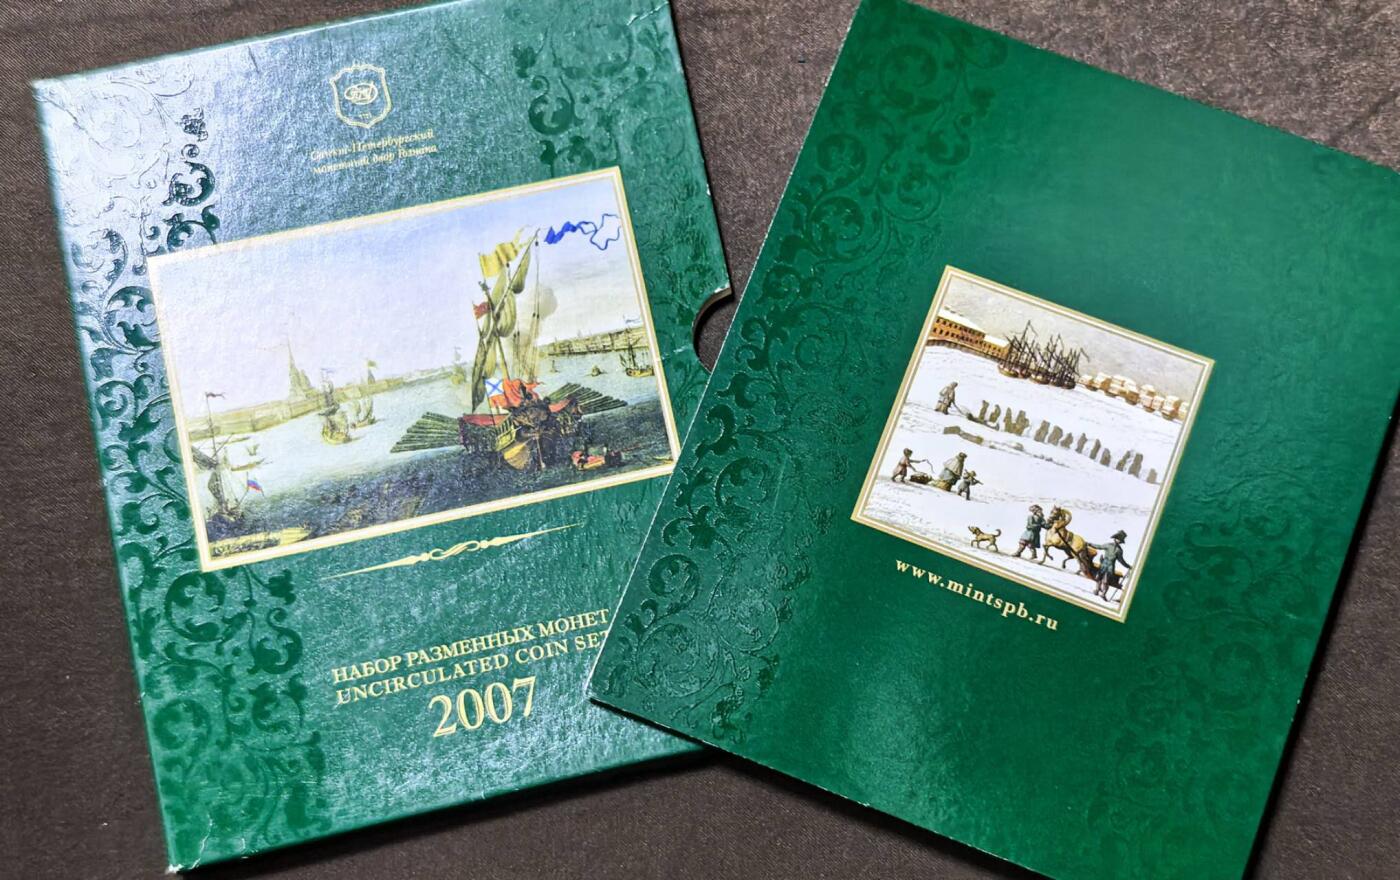 Санкт-Петербургский
монетный двор Гознака
НАБОР РАЗМЕННЫХ МОНЕТ
UNCIRCULATED COIN SET
2007
www.mintspb.ru